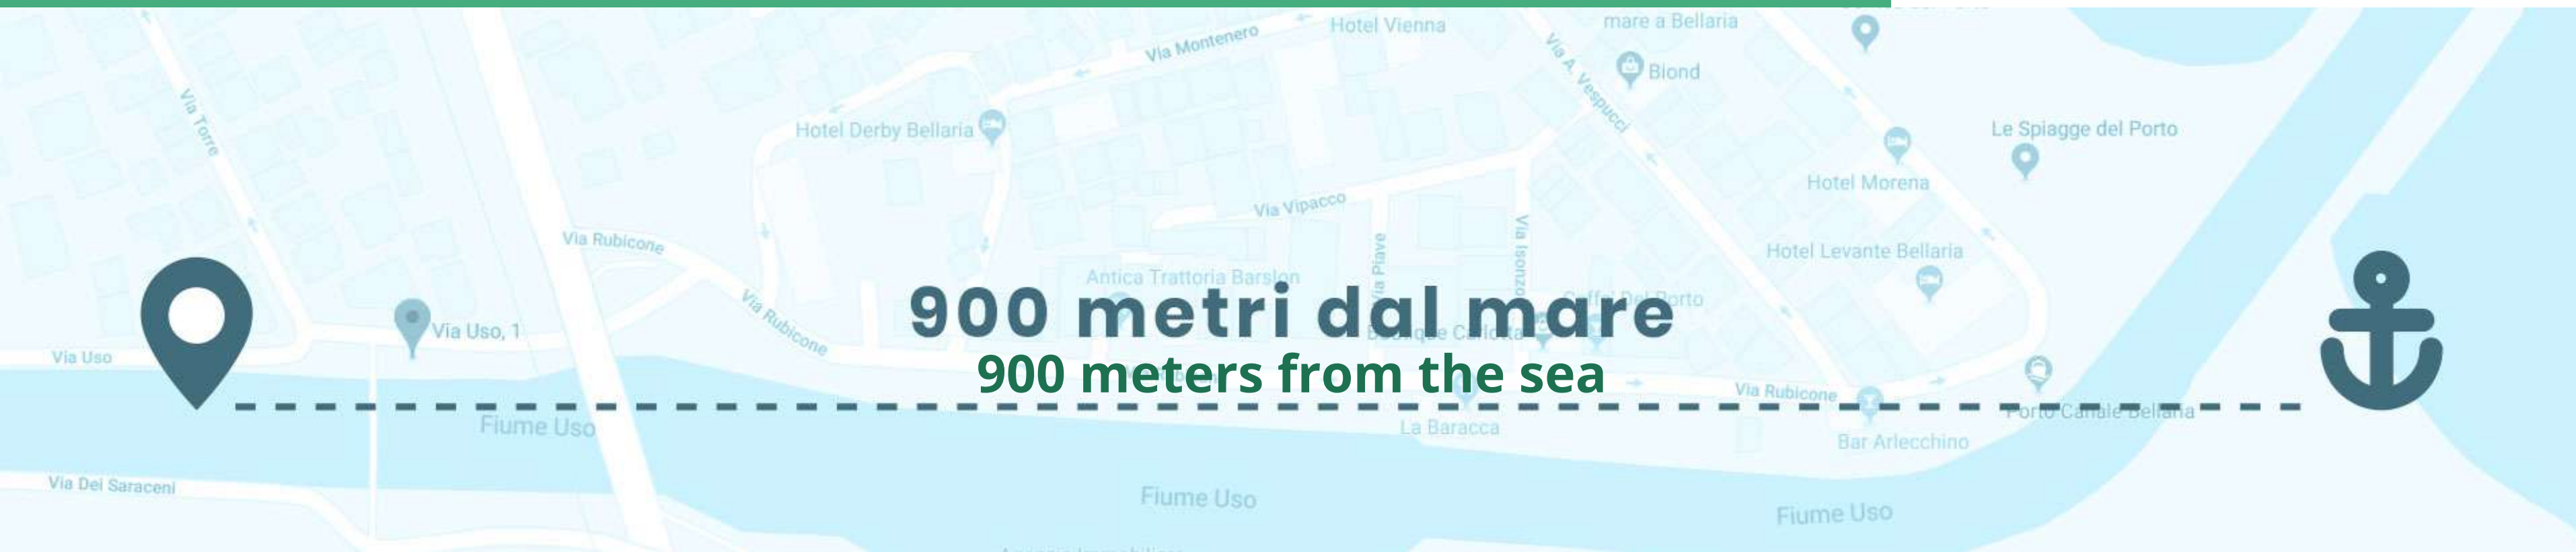 Hotel Vienna
mare a Bellaria
Via Montenero
Biond
Via A. Vespucci
Via Torre
Hotel Derby Bellaria
Le Spiagge del Porto
Hotel Morena
Via Vipacco
Via Rubicone
Via Piave
Via Isonzo
Hotel Levante Bellaria
Antica Trattoria Barslon
900 metri dal mare
Via Rubicone
Via Uso, 1
Via Uso
900 meters from the sea
Via Rubicone
Porto Canale Bellaria
Fiume Uso
La Baracca
Bar Arlecchino
Via Dei Saraceni
Fiume Uso
Fiume Uso